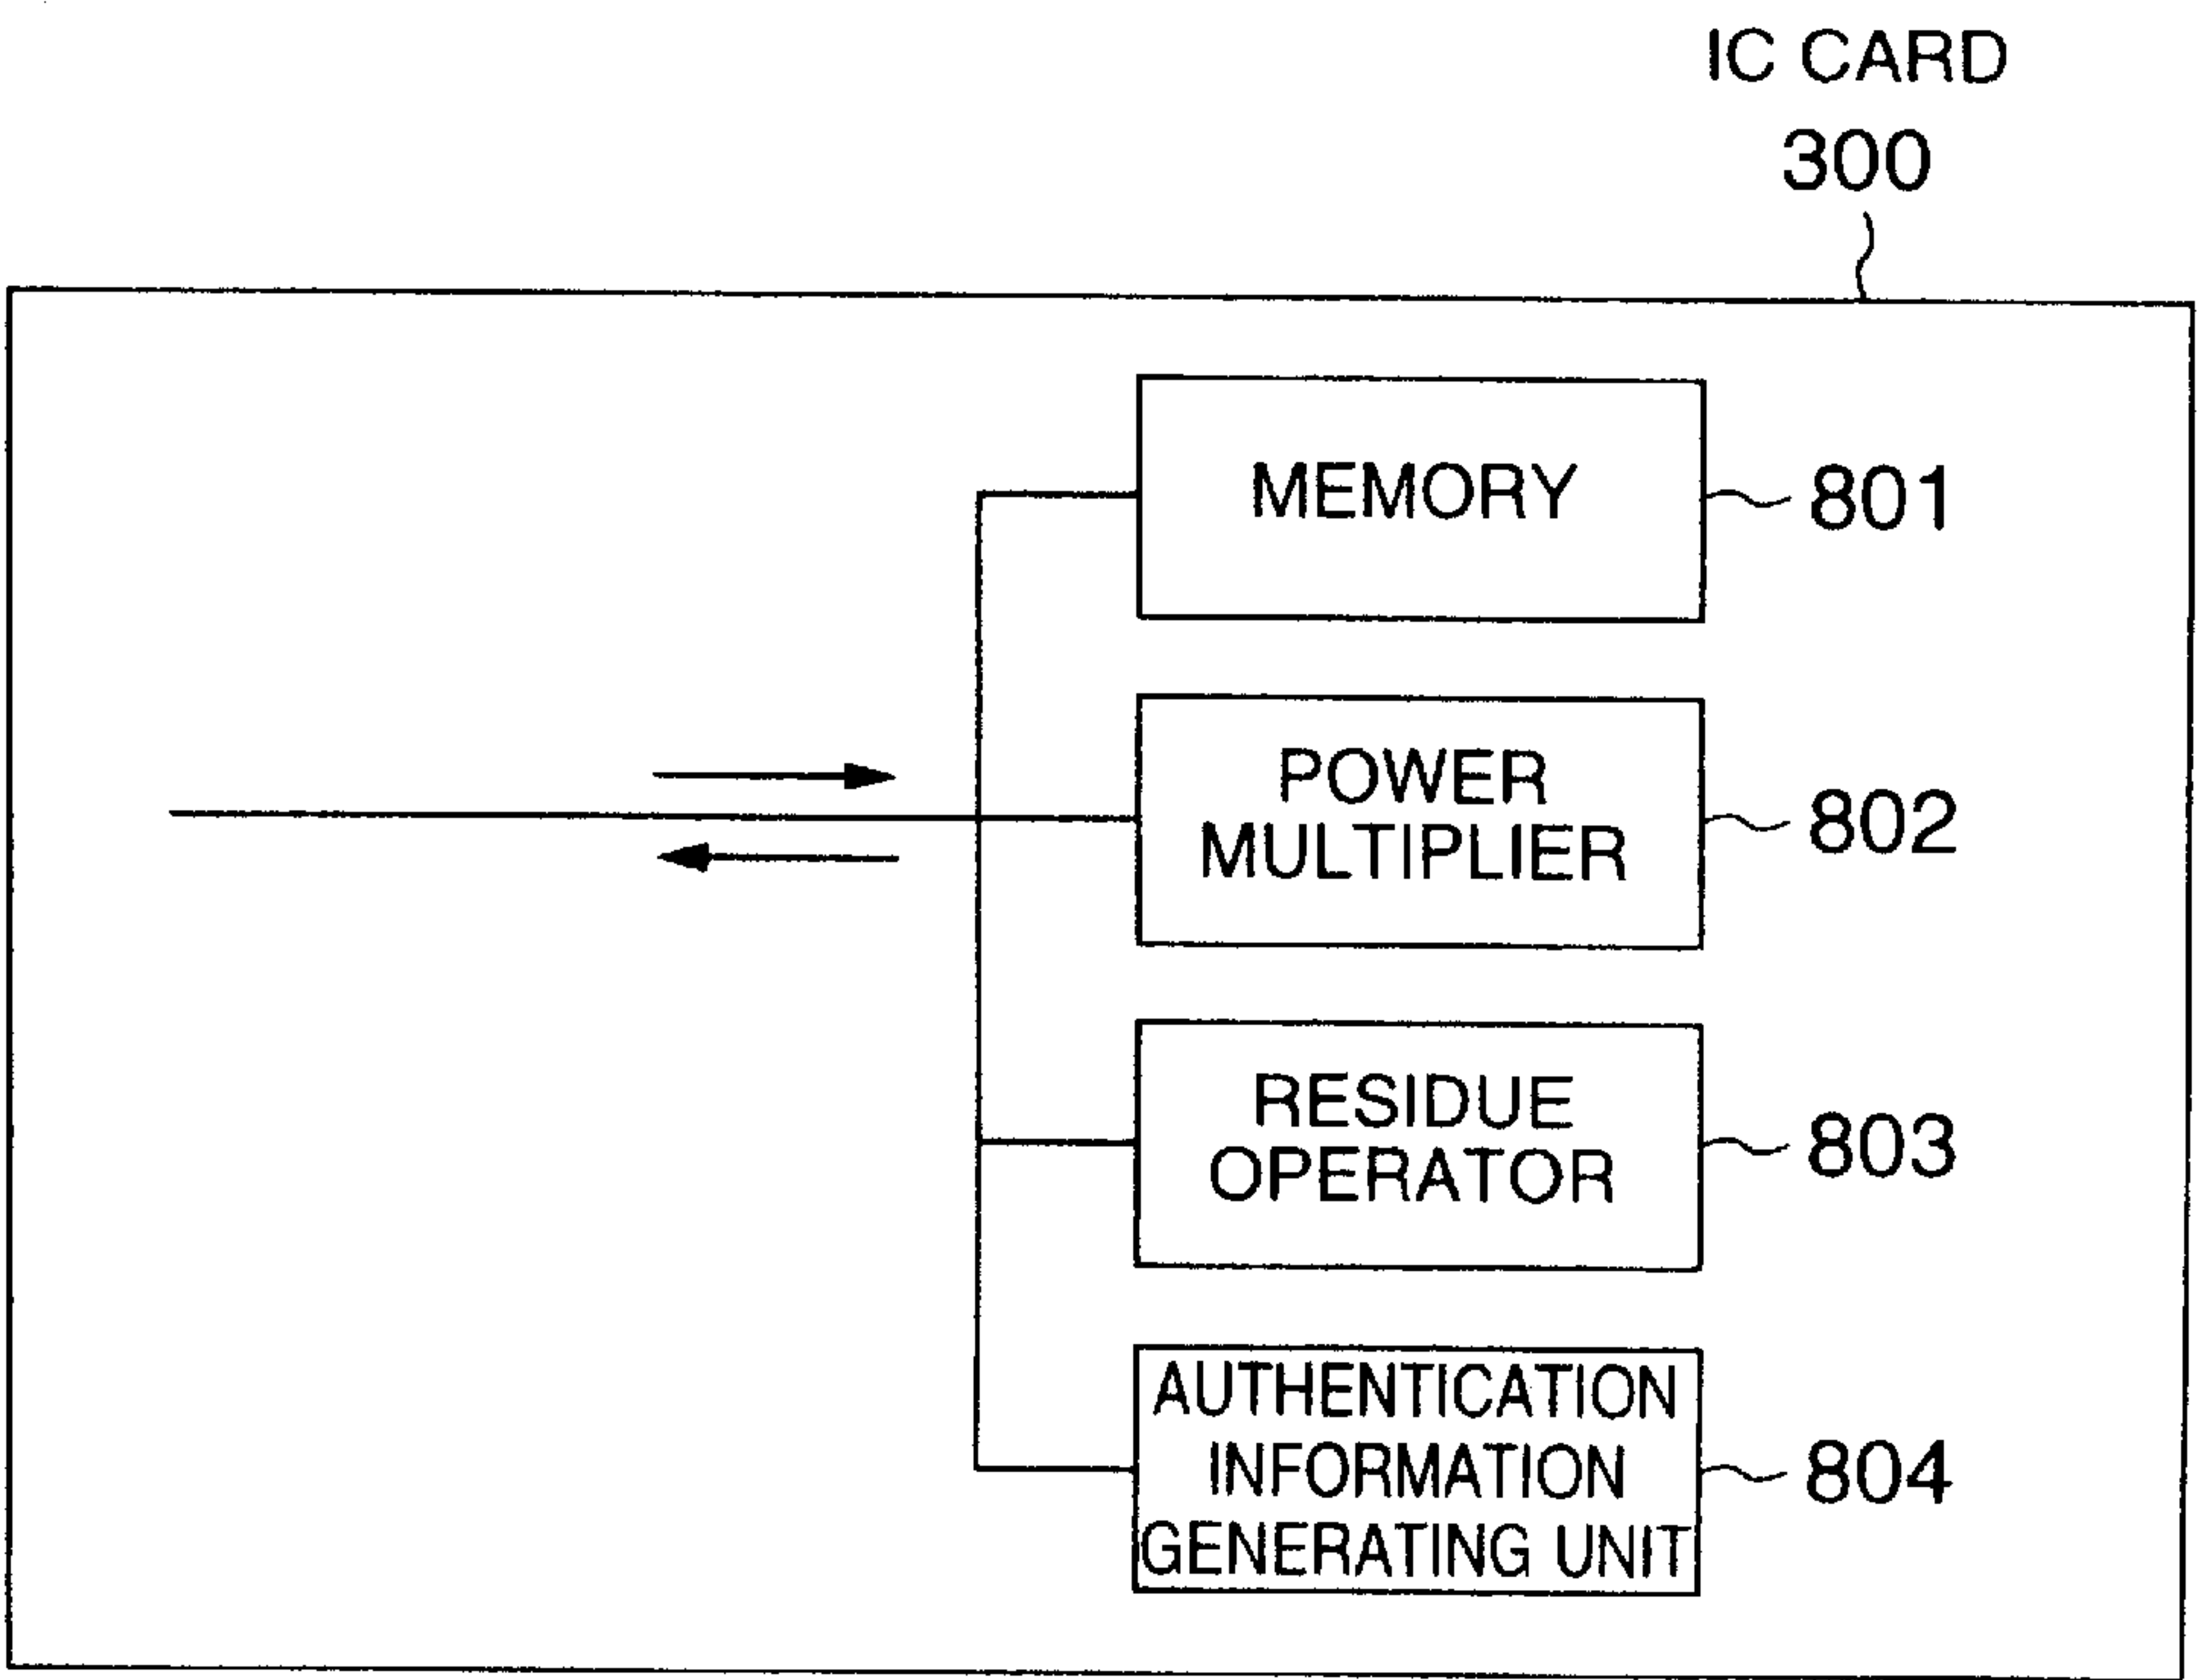 IC CARD
300
MEMORY
801
POWER
MULTIPLIER
802
RESIDUE
OPERATOR
803
AUTHENTICATION
INFORMATION
GENERATING UNIT
804